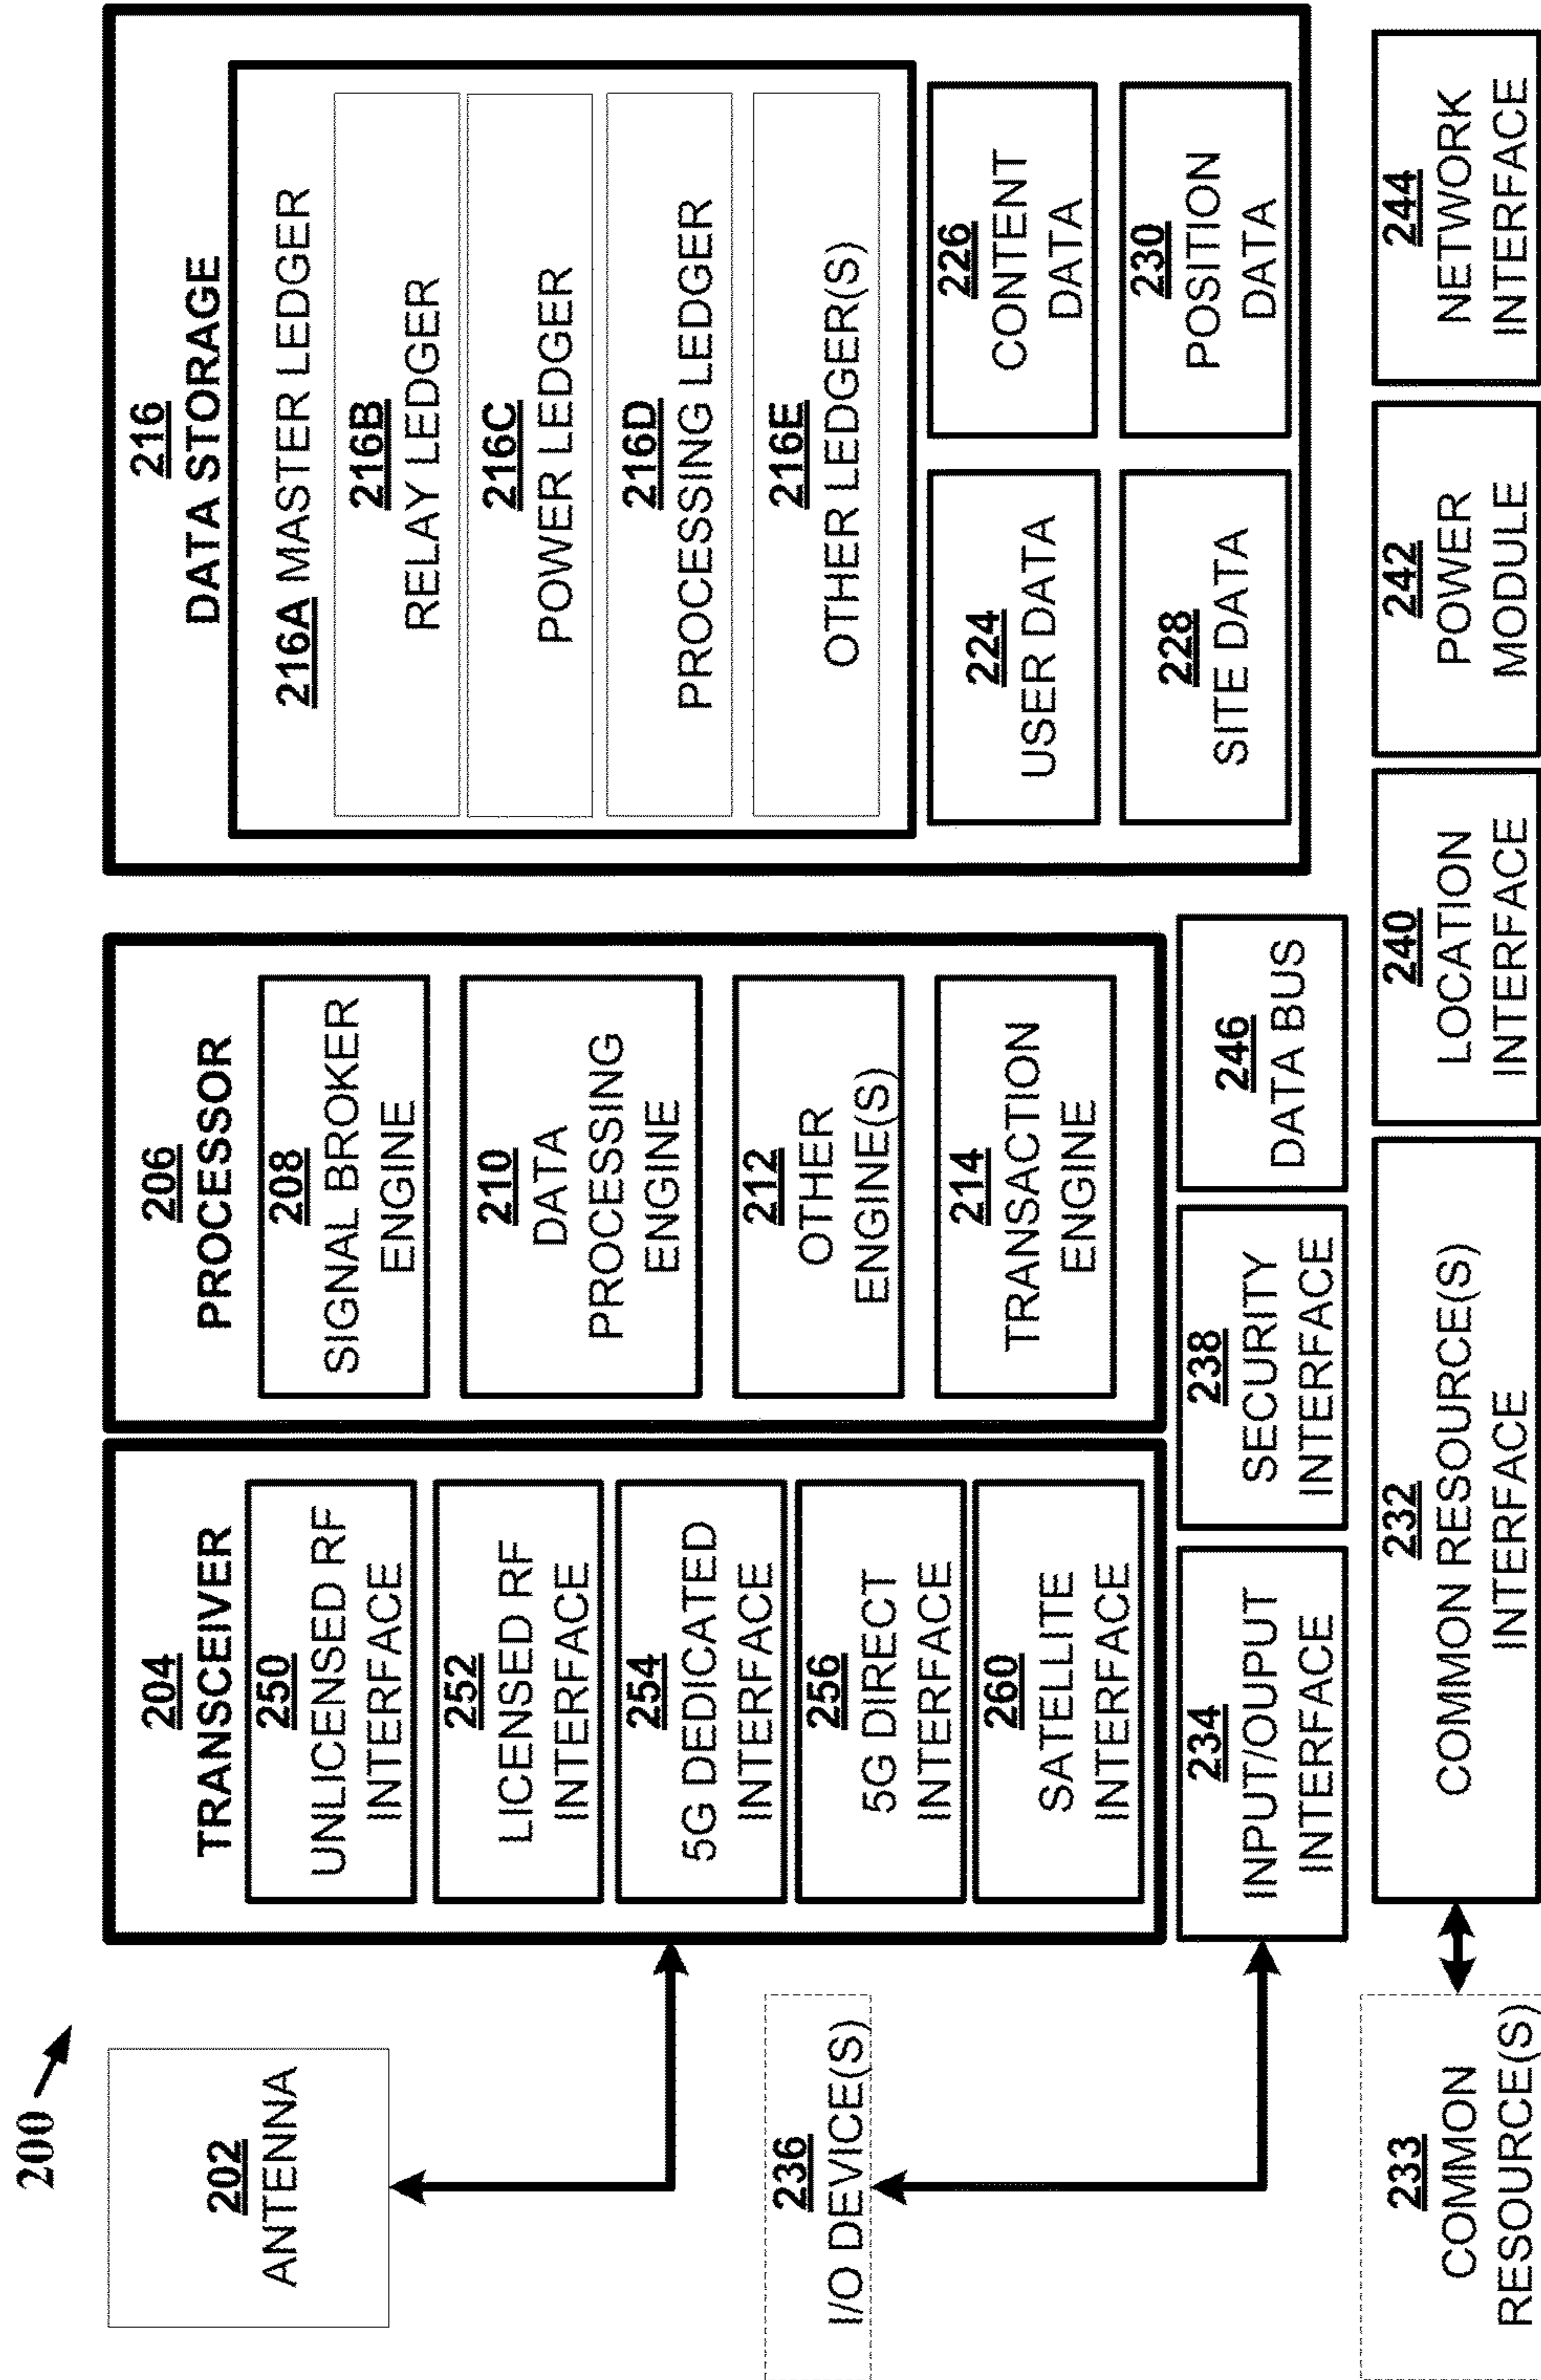 200
202
ANTENNA
236
I/O DEVICE(S)
233
COMMON
RESOURCE(S)
204
TRANSCEIVER
250
UNLICENSED RF
INTERFACE
252
LICENSED RF
INTERFACE
254
5G DEDICATED
INTERFACE
256
5G DIRECT
INTERFACE
260
SATELLITE
INTERFACE
206
PROCESSOR
208
SIGNAL BROKER
ENGINE
210
DATA
PROCESSING
ENGINE
212
OTHER
ENGINE(S)
214
TRANSACTION
ENGINE
216
DATA STORAGE
216A MASTER LEDGER
216B
RELAY LEDGER
216C
POWER LEDGER
216D
PROCESSING LEDGER
216E
OTHER LEDGER(S)
224
USER DATA
226
CONTENT
DATA
228
SITE DATA
230
POSITION
DATA
234
INPUT/OUPUT
INTERFACE
238
SECURITY
INTERFACE
246
DATA BUS
232
COMMON RESOURCE(S)
INTERFACE
240
LOCATION
INTERFACE
242
POWER
MODULE
244
NETWORK
INTERFACE